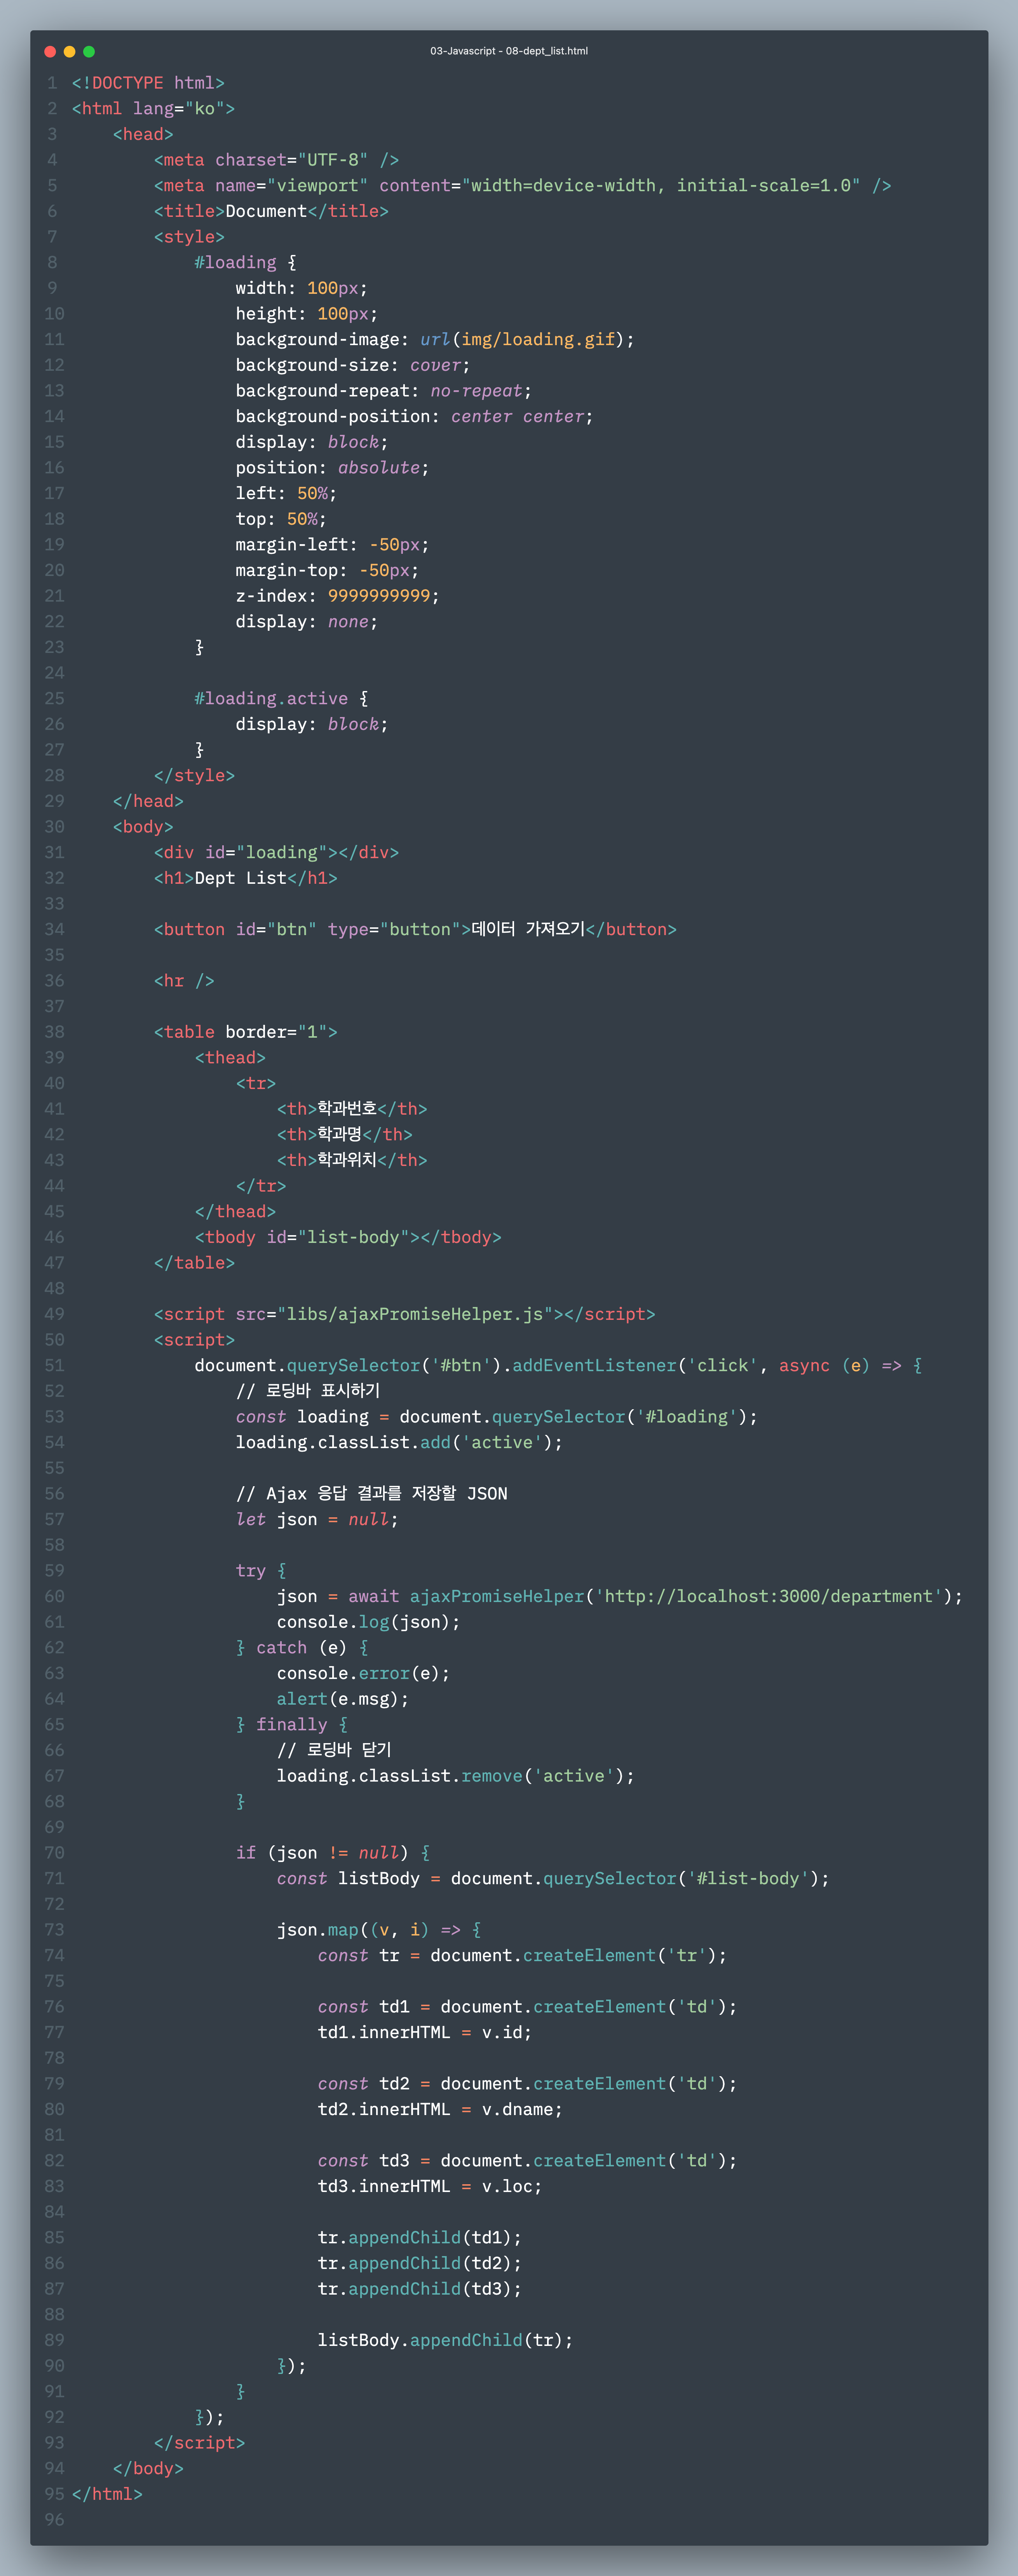 03-Javascript - 08-dept_list.html
1 <!DOCTYPE html>
2 <html lang="ko">
3     <head>
4         <meta charset="UTF-8" />
5         <meta name="viewport" content="width=device-width, initial-scale=1.0" />
6         <title>Document</title>
7         <style>
8             #loading {
9                 width: 100px;
10                 height: 100px;
11                 background-image: url(img/loading.gif);
12                 background-size: cover;
13                 background-repeat: no-repeat;
14                 background-position: center center;
15                 display: block;
16                 position: absolute;
17                 left: 50%;
18                 top: 50%;
19                 margin-left: -50px;
20                 margin-top: -50px;
21                 z-index: 9999999999;
22                 display: none;
23             }
24
25             #loading.active {
26                 display: block;
27             }
28         </style>
29     </head>
30     <body>
31         <div id="loading"></div>
32         <h1>Dept List</h1>
33
34         <button id="btn" type="button">데이터 가져오기</button>
35
36         <hr />
37
38         <table border="1">
39             <thead>
40                 <tr>
41                     <th>학과번호</th>
42                     <th>학과명</th>
43                     <th>학과위치</th>
44                 </tr>
45             </thead>
46             <tbody id="list-body"></tbody>
47         </table>
48
49         <script src="libs/ajaxPromiseHelper.js"></script>
50         <script>
51             document.querySelector('#btn').addEventListener('click', async (e) => {
52                 // 로딩바 표시하기
53                 const loading = document.querySelector('#loading');
54                 loading.classList.add('active');
55
56                 // Ajax 응답 결과를 저장할 JSON
57                 let json = null;
58
59                 try {
60                     json = await ajaxPromiseHelper('http://localhost:3000/department');
61                     console.log(json);
62                 } catch (e) {
63                     console.error(e);
64                     alert(e.msg);
65                 } finally {
66                     // 로딩바 닫기
67                     loading.classList.remove('active');
68                 }
69
70                 if (json != null) {
71                     const listBody = document.querySelector('#list-body');
72
73                     json.map((v, i) => {
74                         const tr = document.createElement('tr');
75
76                         const td1 = document.createElement('td');
77                         td1.innerHTML = v.id;
78
79                         const td2 = document.createElement('td');
80                         td2.innerHTML = v.dname;
81
82                         const td3 = document.createElement('td');
83                         td3.innerHTML = v.loc;
84
85                         tr.appendChild(td1);
86                         tr.appendChild(td2);
87                         tr.appendChild(td3);
88
89                         listBody.appendChild(tr);
90                     });
91                 }
92             });
93         </script>
94     </body>
95 </html>
96